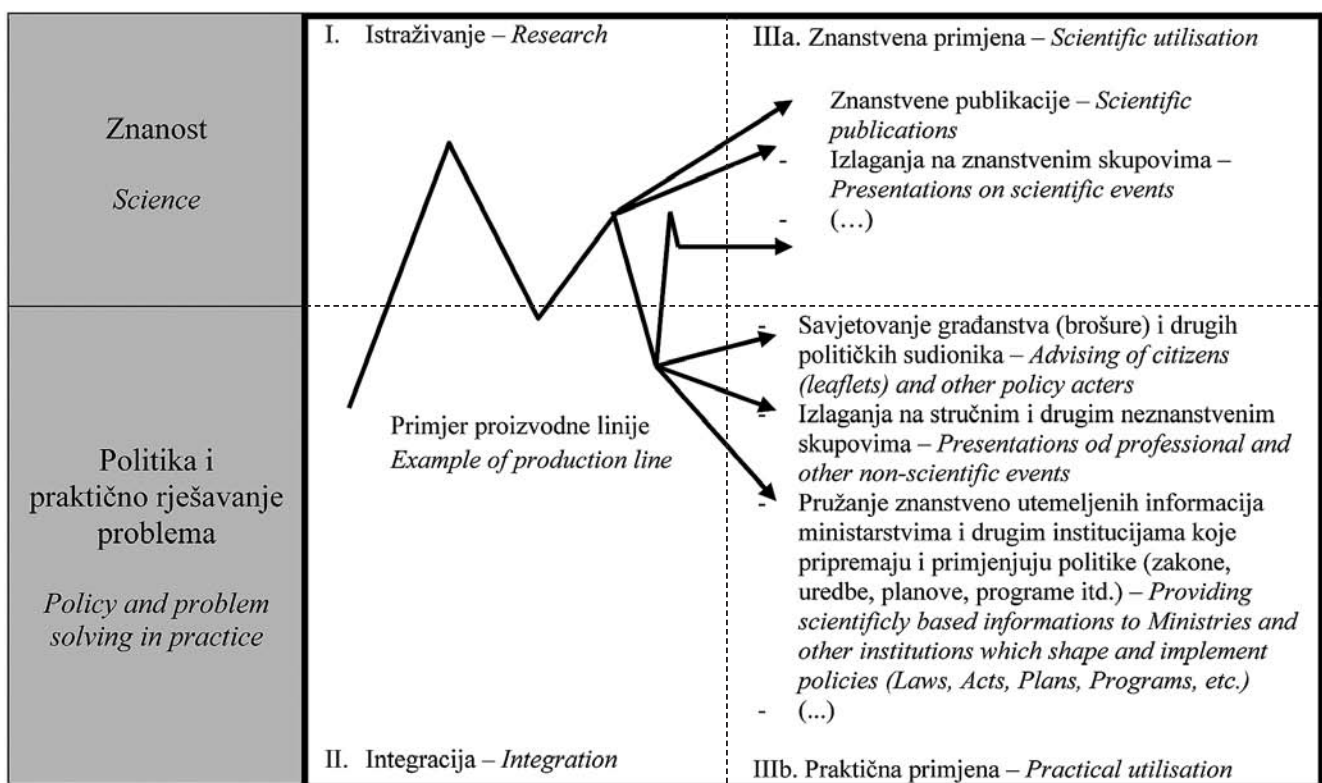 Znanost
Science
Politika i
praktično rješavanje
problema
Policy and problem
solving in practice
I. Istraživanje – Research
Primjer proizvodne linije
Example of production line
II. Integracija – Integration
IIIa. Znanstvena primjena – Scientific utilisation
Znanstvene publikacije – Scientific
publications
- Izlaganja na znanstvenim skupovima –
Presentations on scientific events
- (…)
- Savjetovanje građanstva (brošure) i drugih
političkih sudionika – Advising of citizens
(leaflets) and other policy acters
- Izlaganja na stručnim i drugim neznanstvenim
skupovima – Presentations od professional and
other non-scientific events
- Pružanje znanstveno utemeljenih informacija
ministarstvima i drugim institucijama koje
pripremaju i primjenjuju politike (zakone,
uredbe, planove, programe itd.) – Providing
scientificly based informations to Ministries and
other institutions which shape and implement
policies (Laws, Acts, Plans, Programs, etc.)
- (...)
IIIb. Praktična primjena – Practical utilisation